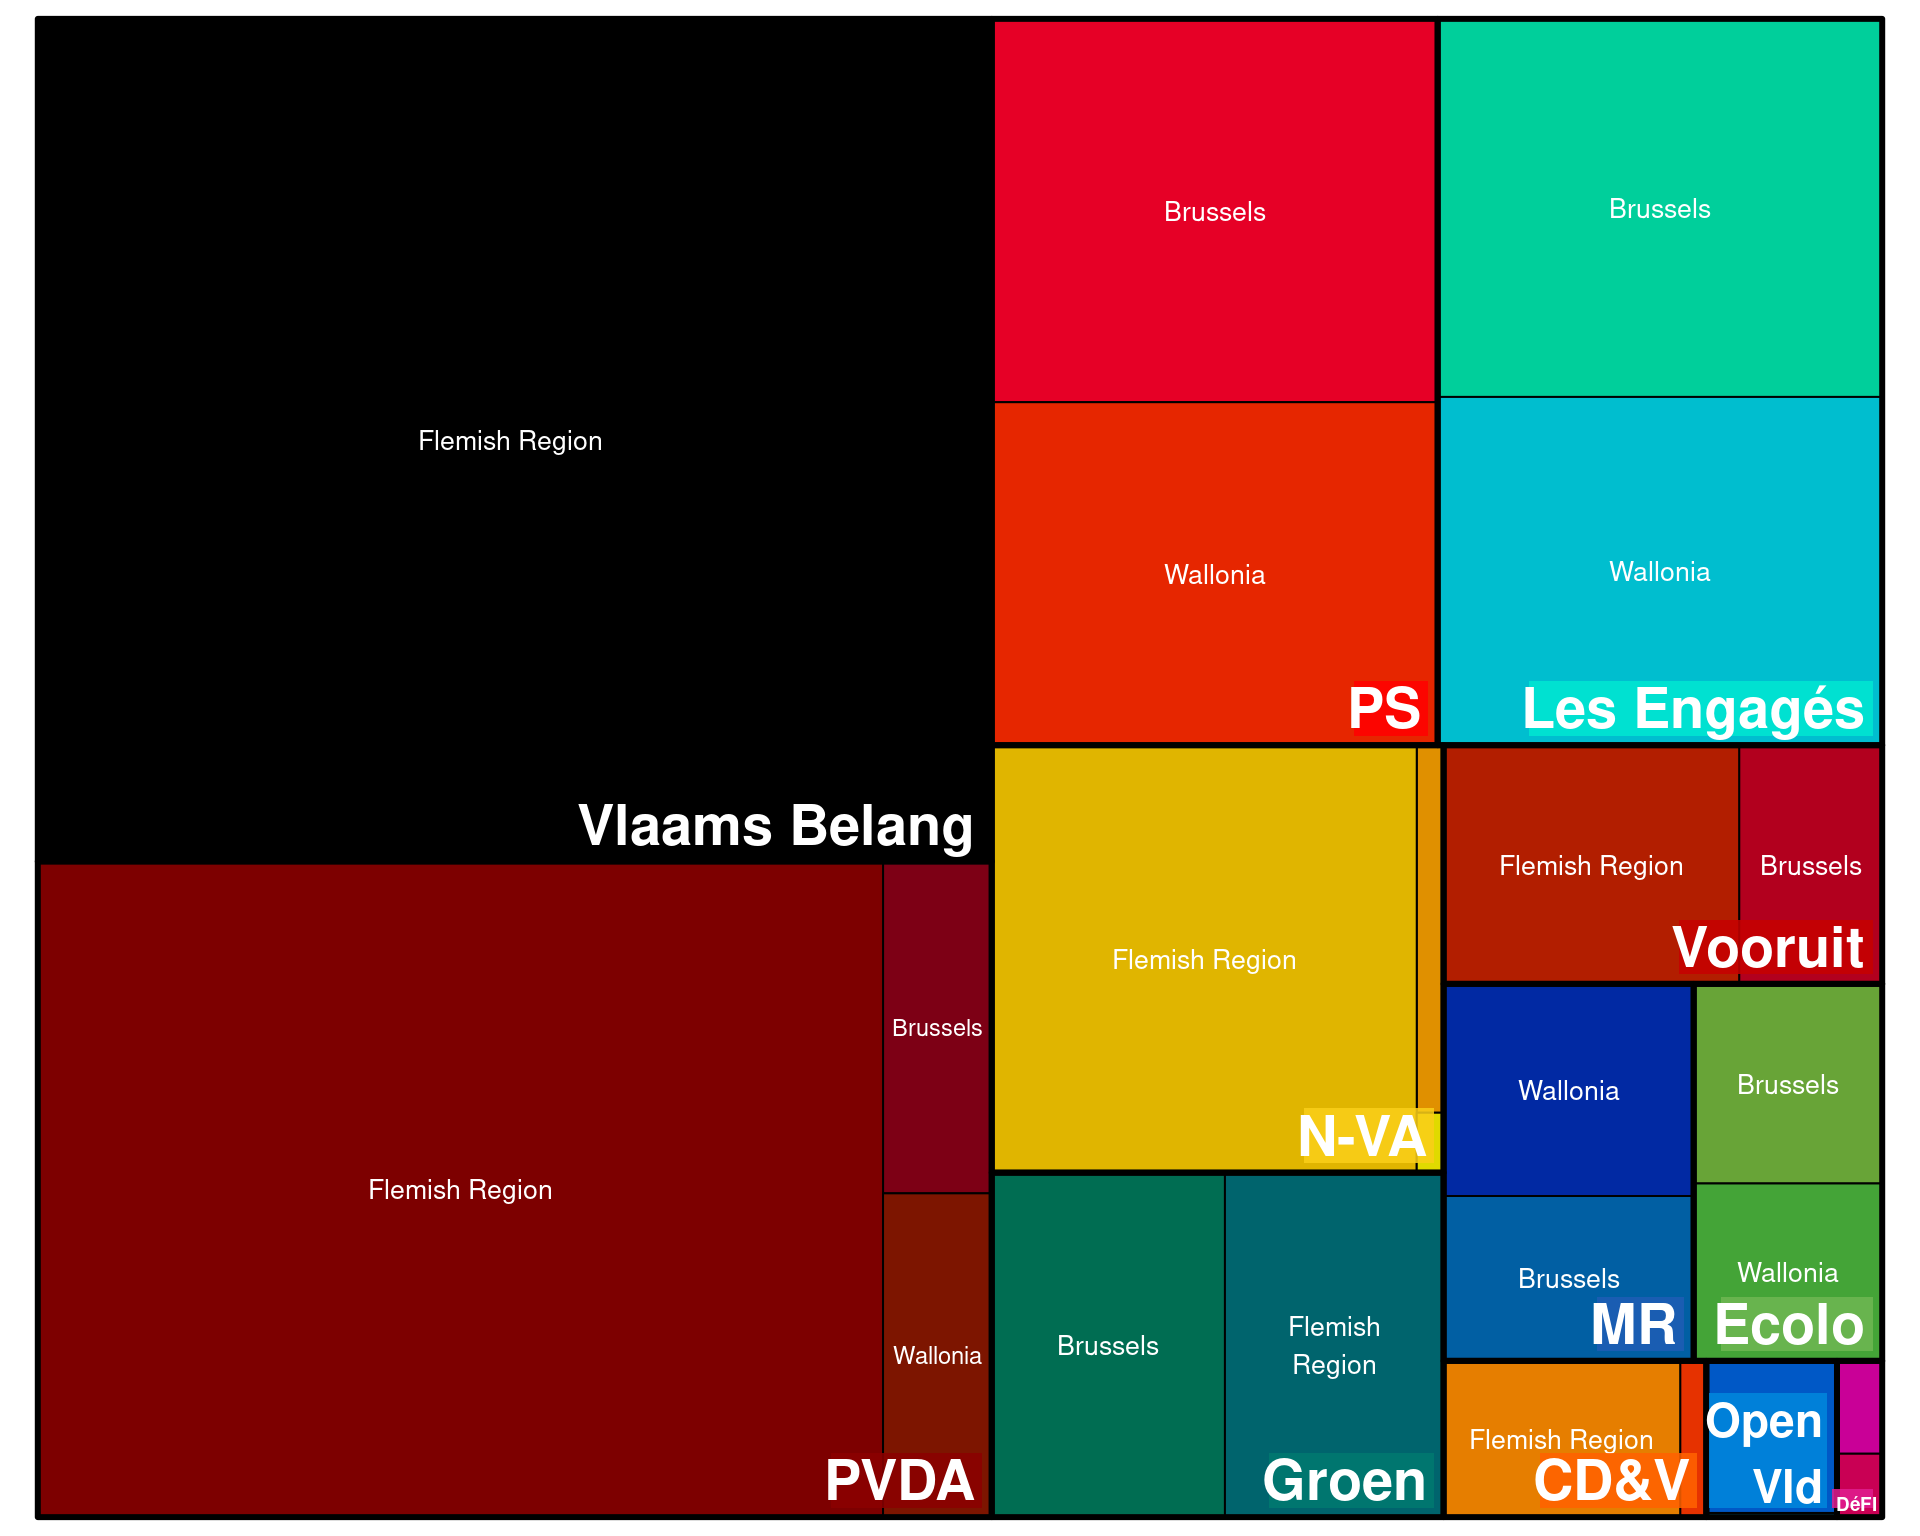 Flemish Region
Vlaams Belang
Flemish Region
Brussels
Wallonia
PVDA
Brussels
Wallonia
PS
Brussels
Wallonia
Les Engagés
Flemish Region
N-VA
Brussels
Flemish
Region
Groen
Flemish Region
Brussels
Vooruit
Wallonia
Brussels
MR
Brussels
Wallonia
Ecolo
Flemish Region
CD&V
Open
Vld
DéFI